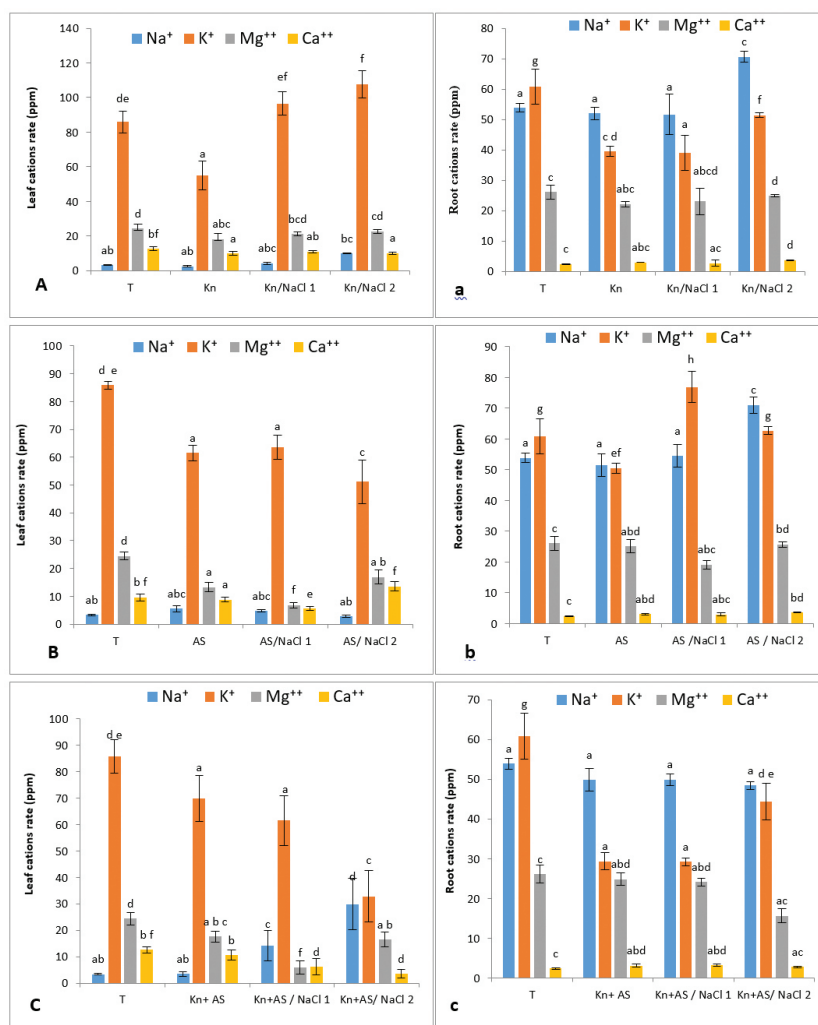 Na⁺ K⁺ Mg⁺⁺ Ca⁺⁺
Leaf cations rate (ppm)
140
120
100
80
60
40
20
0
de
d
bf
ab
a
abc
a
ab
ef
bcd
ab
abc
f
cd
a
bc
T Kn Kn/NaCl 1 Kn/NaCl 2
A
Na⁺ K⁺ Mg⁺⁺ Ca⁺⁺
Root cations rate (ppm)
80
70
60
50
40
30
20
10
0
a
g
c
c
a
c d
abc
abc
a
a
abcd
ac
c
f
d
d
T Kn Kn/NaCl 1 Kn/NaCl 2
a
Na⁺ K⁺ Mg⁺⁺ Ca⁺⁺
Leaf cations rate (ppm)
100
90
80
70
60
50
40
30
20
10
0
d e
d
b f
ab
a
a
a
abc
a
f
e
abc
c
a b
f
ab
T AS AS/NaCl 1 AS/ NaCl 2
B
Na⁺ K⁺ Mg⁺⁺ Ca⁺⁺
Root cations rate (ppm)
90
80
70
60
50
40
30
20
10
0
a
g
c
c
a
ef
abd
abd
a
h
abc
abc
c
g
bd
bd
T AS AS /NaCl 1 AS / NaCl 2
b
Na⁺ K⁺ Mg⁺⁺ Ca⁺⁺
Leaf cations rate (ppm)
100
90
80
70
60
50
40
30
20
10
0
d e
d
b f
ab
a
a b c
b
ab
a
c
f
d
d
c
a b
d
T Kn+ AS Kn+AS / NaCl 1 Kn+AS/ NaCl 2
C
Na⁺ K⁺ Mg⁺⁺ Ca⁺⁺
Root cations rate (ppm)
70
60
50
40
30
20
10
0
a
g
c
c
a
a
abd
abd
a
a
abd
abd
a
d e
ac
ac
T Kn+ AS Kn+AS / NaCl 1 Kn+AS/ NaCl 2
c